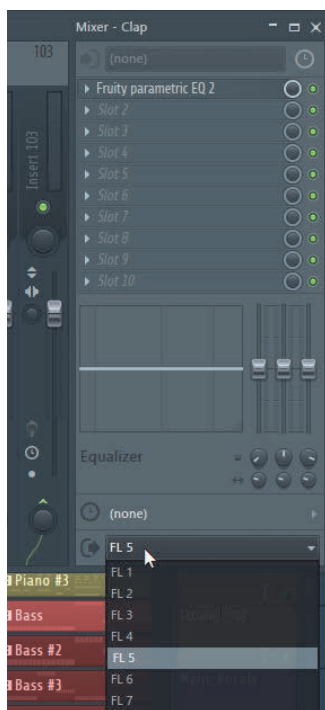 Mixer - Clap
103
(none)
Fruity parametric EQ 2
Slot 2
Slot 3
Slot 4
Insert 103
Slot 5
Slot 6
Slot 7
Slot 8
Slot 9
Slot 10
Equalizer
(none)
FL 5
Piano #3
FL 1
FL 2
Bass
FL 3
FL 4
Bass #2
FL 5
Bass #3
FL 6
FL 7